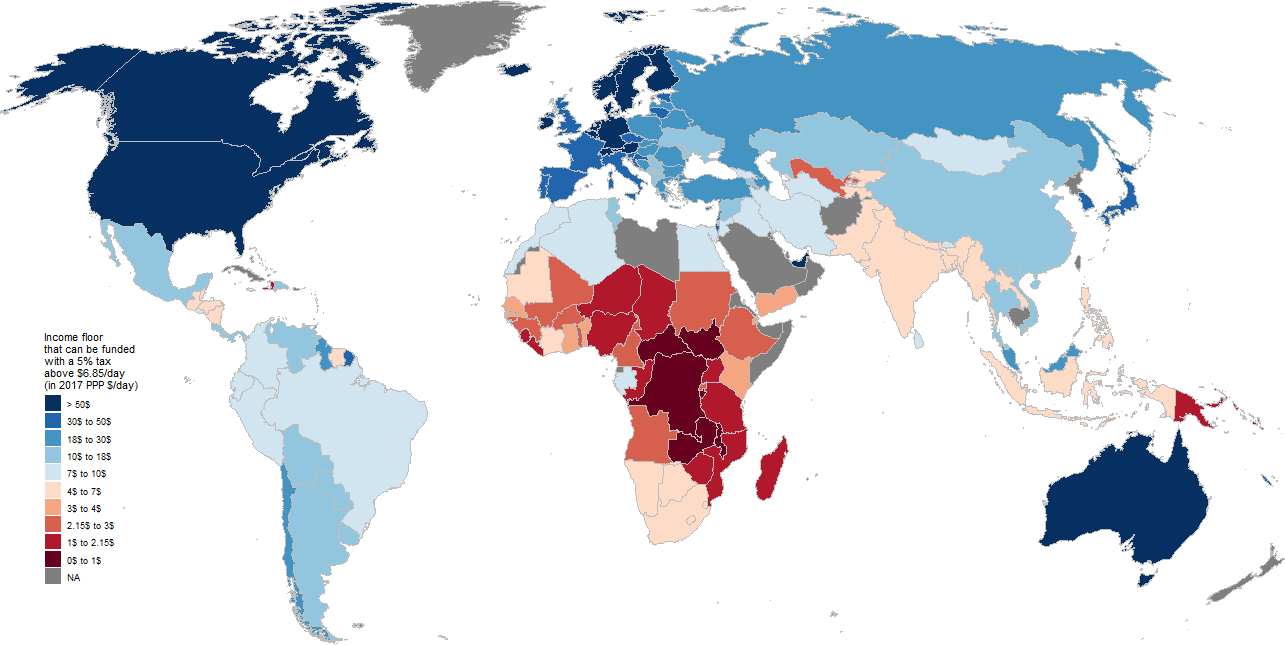 Income floor
that can be funded
with a 5% tax
above $6.85/day
(in 2017 PPP $/day)
> 50$
30$ to 50$
18$ to 30$
10$ to 18$
7$ to 10$
4$ to 7$
3$ to 4$
2.15$ to 3$
1$ to 2.15$
0$ to 1$
NA